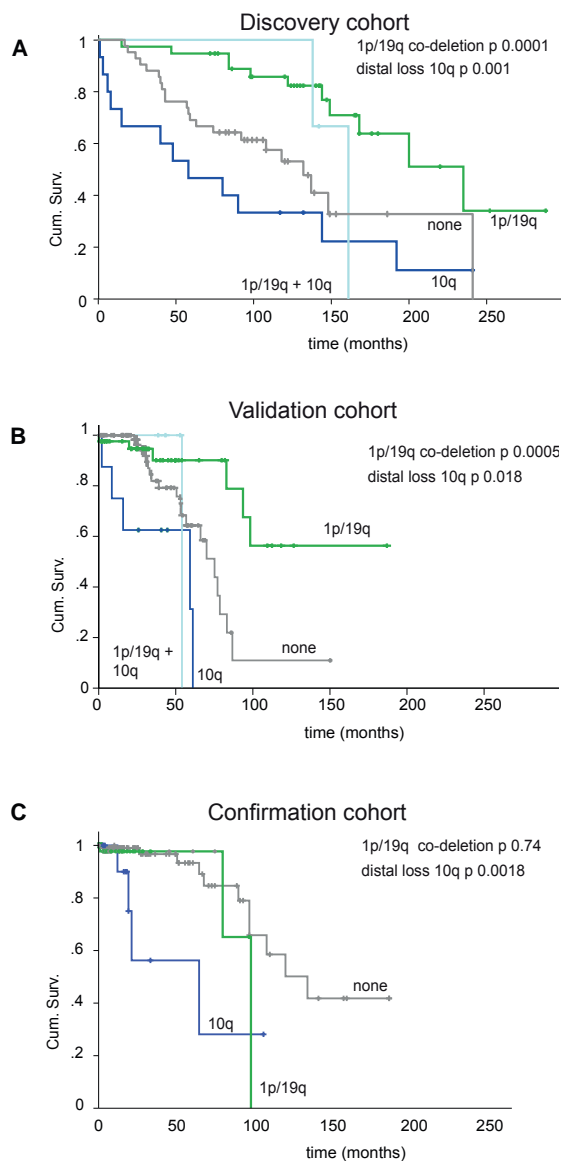 Discovery cohort
A
1p/19q co-deletion p 0.0001
distal loss 10q p 0.001
1
.8
.6
.4
.2
0
Cum. Surv.
none
1p/19q
1p/19q + 10q
10q
0 50 100 150 200 250
time (months)
Validation cohort
B
1p/19q co-deletion p 0.0005
distal loss 10q p 0.018
1
.8
.6
.4
.2
0
Cum. Surv.
1p/19q
1p/19q +
10q
10q
none
0 50 100 150 200 250
time (months)
C
Confirmation cohort
1p/19q co-deletion p 0.74
distal loss 10q p 0.0018
1
.8
.6
.4
.2
0
Cum. Surv.
none
10q
1p/19q
0 50 100 150 200 250
time (months)